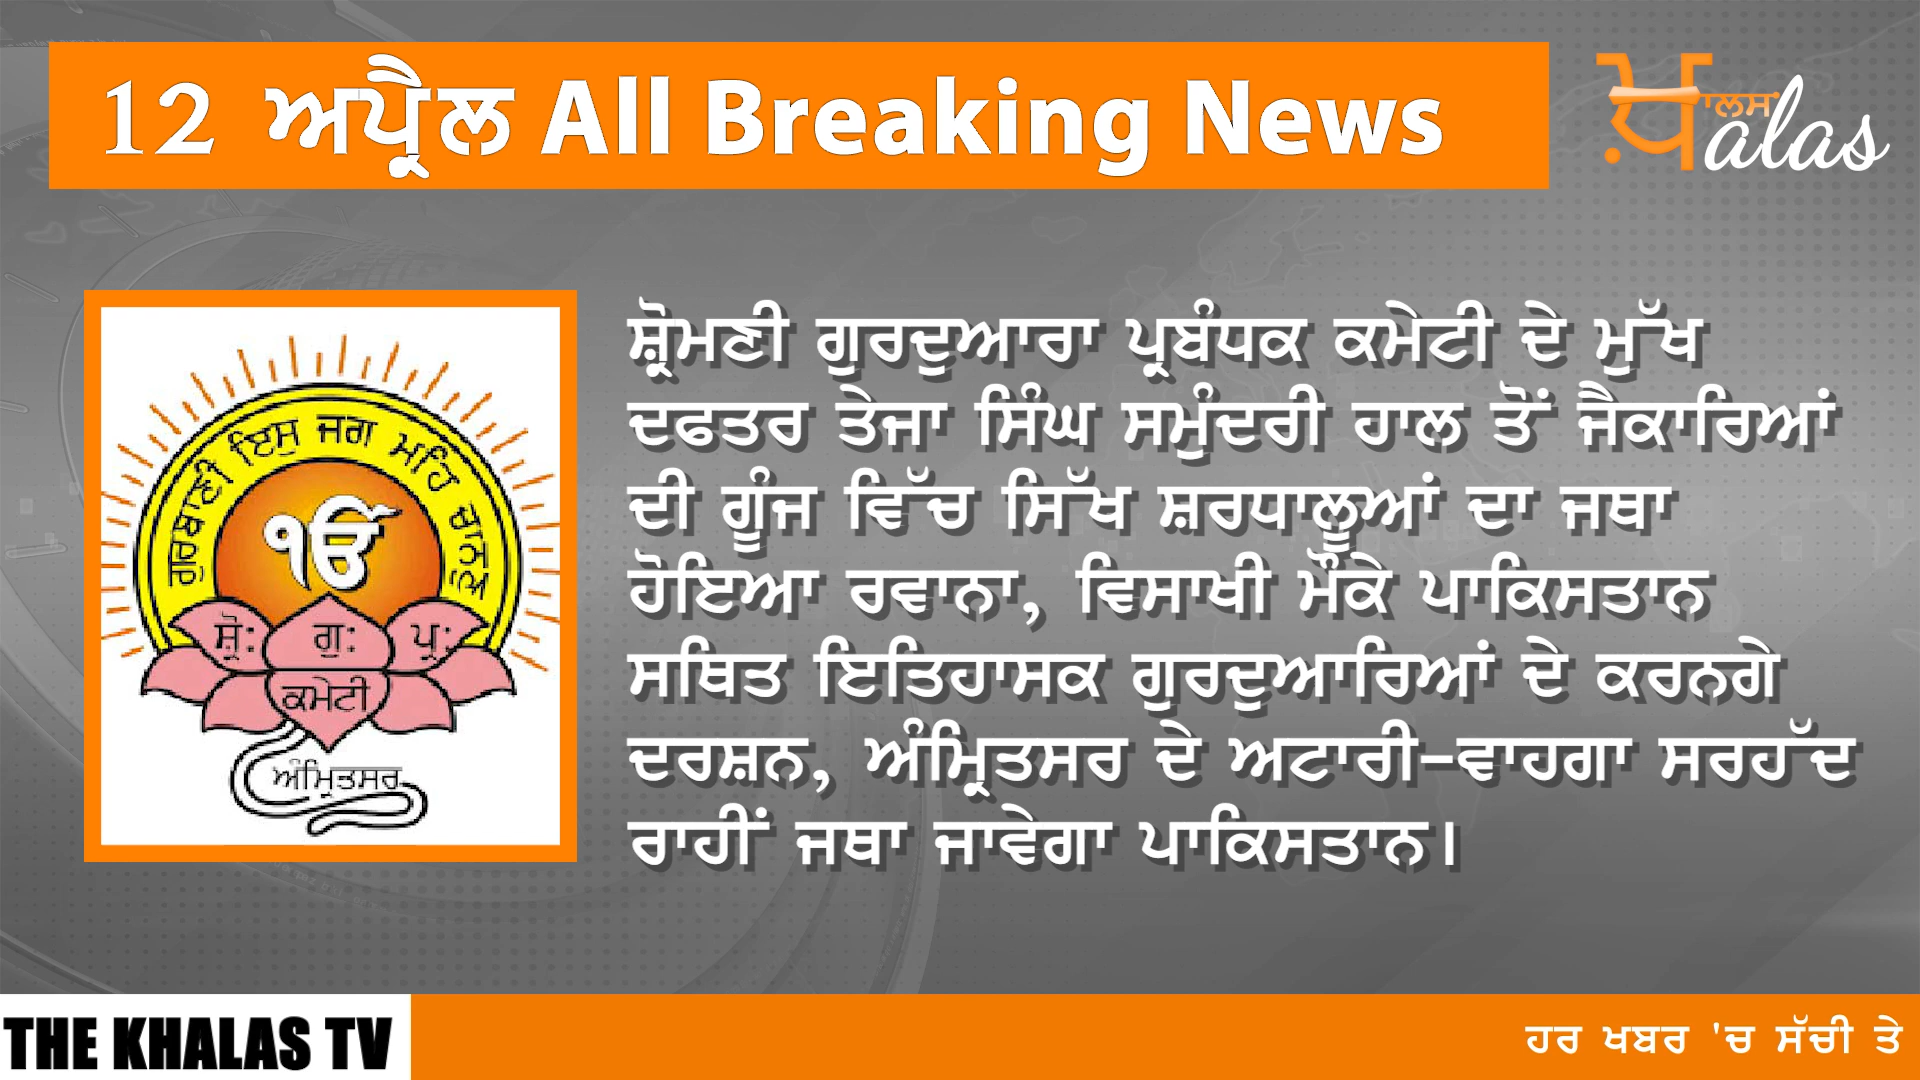 12 ਅਪ੍ਰੈਲ All Breaking News
ਖ਼ਾਲਸ
alas
ਗੁਰਬਾਣੀ ਇਸੁ ਜਗ ਮਹਿ ਚਾਨਣੁ
ੴ
ਸ਼੍ਰੋ: ਗੁ: ਪ੍ਰ:
ਕਮੇਟੀ
ਅੰਮ੍ਰਿਤਸਰ
ਸ਼੍ਰੋਮਣੀ ਗੁਰਦੁਆਰਾ ਪ੍ਰਬੰਧਕ ਕਮੇਟੀ ਦੇ ਮੁੱਖ
ਦਫਤਰ ਤੇਜਾ ਸਿੰਘ ਸਮੁੰਦਰੀ ਹਾਲ ਤੋਂ ਜੈਕਾਰਿਆਂ
ਦੀ ਗੂੰਜ ਵਿੱਚ ਸਿੱਖ ਸ਼ਰਧਾਲੂਆਂ ਦਾ ਜਥਾ
ਹੋਇਆ ਰਵਾਨਾ, ਵਿਸਾਖੀ ਮੌਕੇ ਪਾਕਿਸਤਾਨ
ਸਥਿਤ ਇਤਿਹਾਸਕ ਗੁਰਦੁਆਰਿਆਂ ਦੇ ਕਰਨਗੇ
ਦਰਸ਼ਨ, ਅੰਮ੍ਰਿਤਸਰ ਦੇ ਅਟਾਰੀ-ਵਾਹਗਾ ਸਰਹੱਦ
ਰਾਹੀਂ ਜਥਾ ਜਾਵੇਗਾ ਪਾਕਿਸਤਾਨ।
THE KHALAS TV
ਹਰ ਖਬਰ 'ਚ ਸੱਚੀ ਤੇ